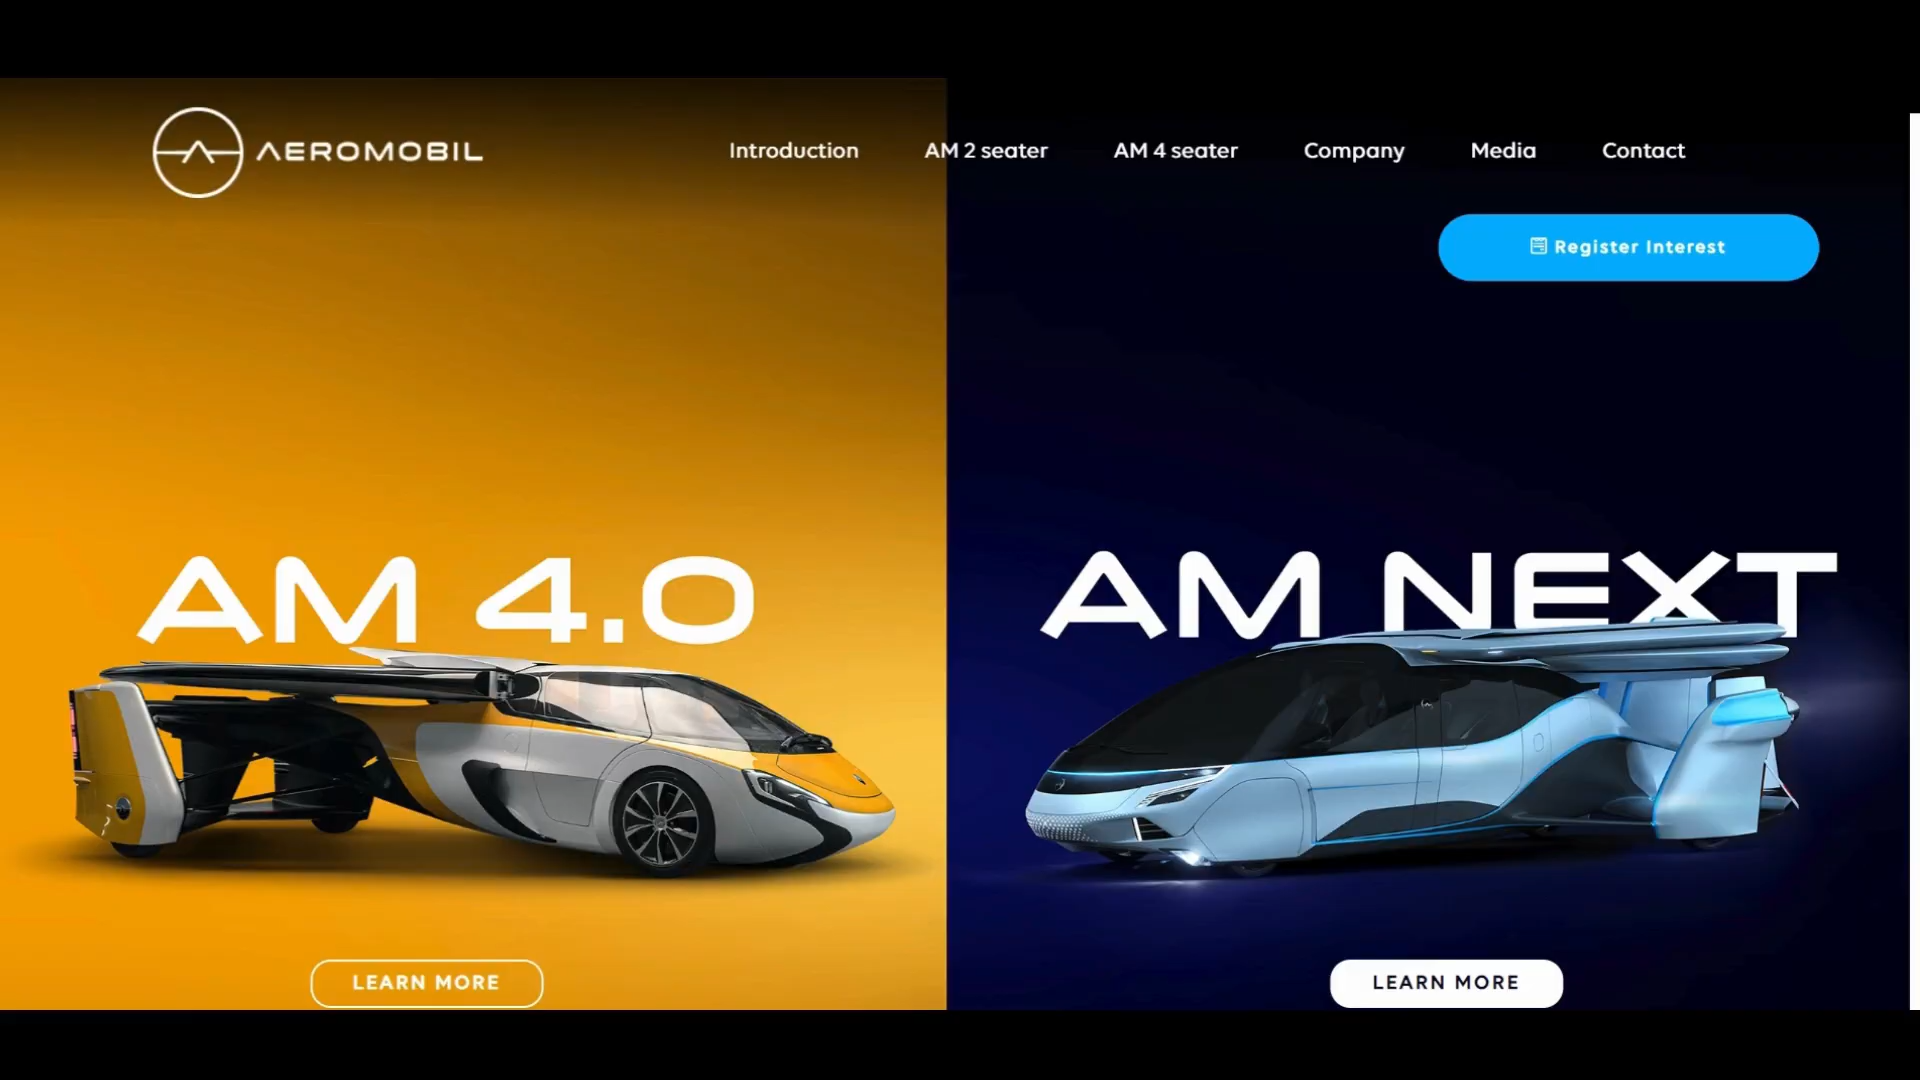 AEROMOBIL
Introduction
AM 2 seater
AM 4 seater
Company
Media
Contact
Register Interest
AM 4.0
AM NEXT
LEARN MORE
LEARN MORE